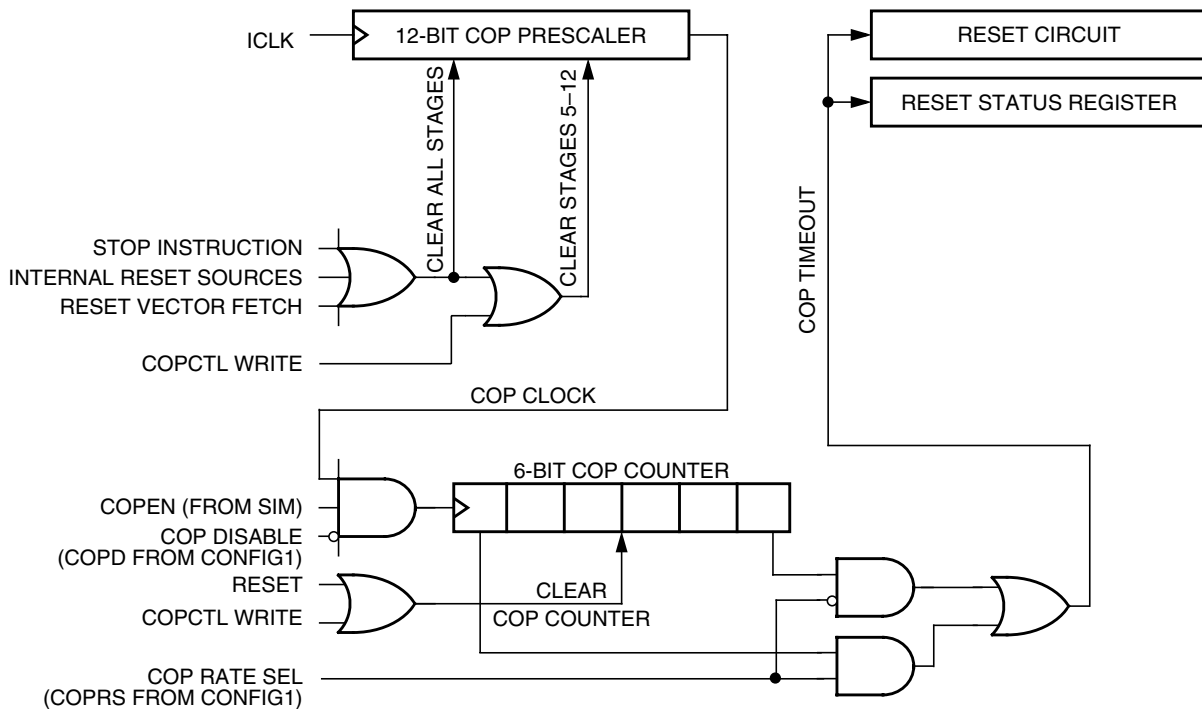 ICLK
12-BIT COP PRESCALER
RESET CIRCUIT
RESET STATUS REGISTER
CLEAR ALL STAGES
CLEAR STAGES 5–12
COP TIMEOUT
STOP INSTRUCTION
INTERNAL RESET SOURCES
RESET VECTOR FETCH
COPCTL WRITE
COP CLOCK
6-BIT COP COUNTER
COPEN (FROM SIM)
COP DISABLE
(COPD FROM CONFIG1)
RESET
COPCTL WRITE
CLEAR
COP COUNTER
COP RATE SEL
(COPRS FROM CONFIG1)